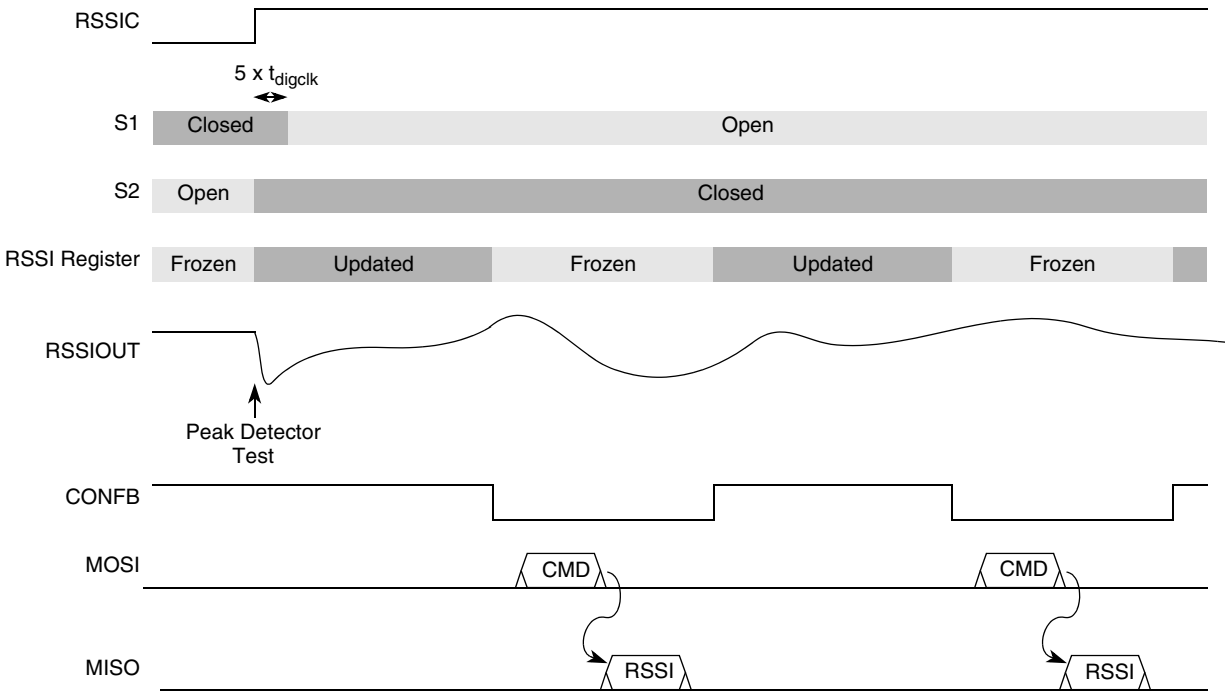 RSSIC
5 x tdigclk
S1 Closed Open
S2 Open Closed
RSSI Register Frozen Updated Frozen Updated Frozen
RSSIOUT
Peak Detector
Test
CONFB
MOSI CMD CMD
MISO RSSI RSSI